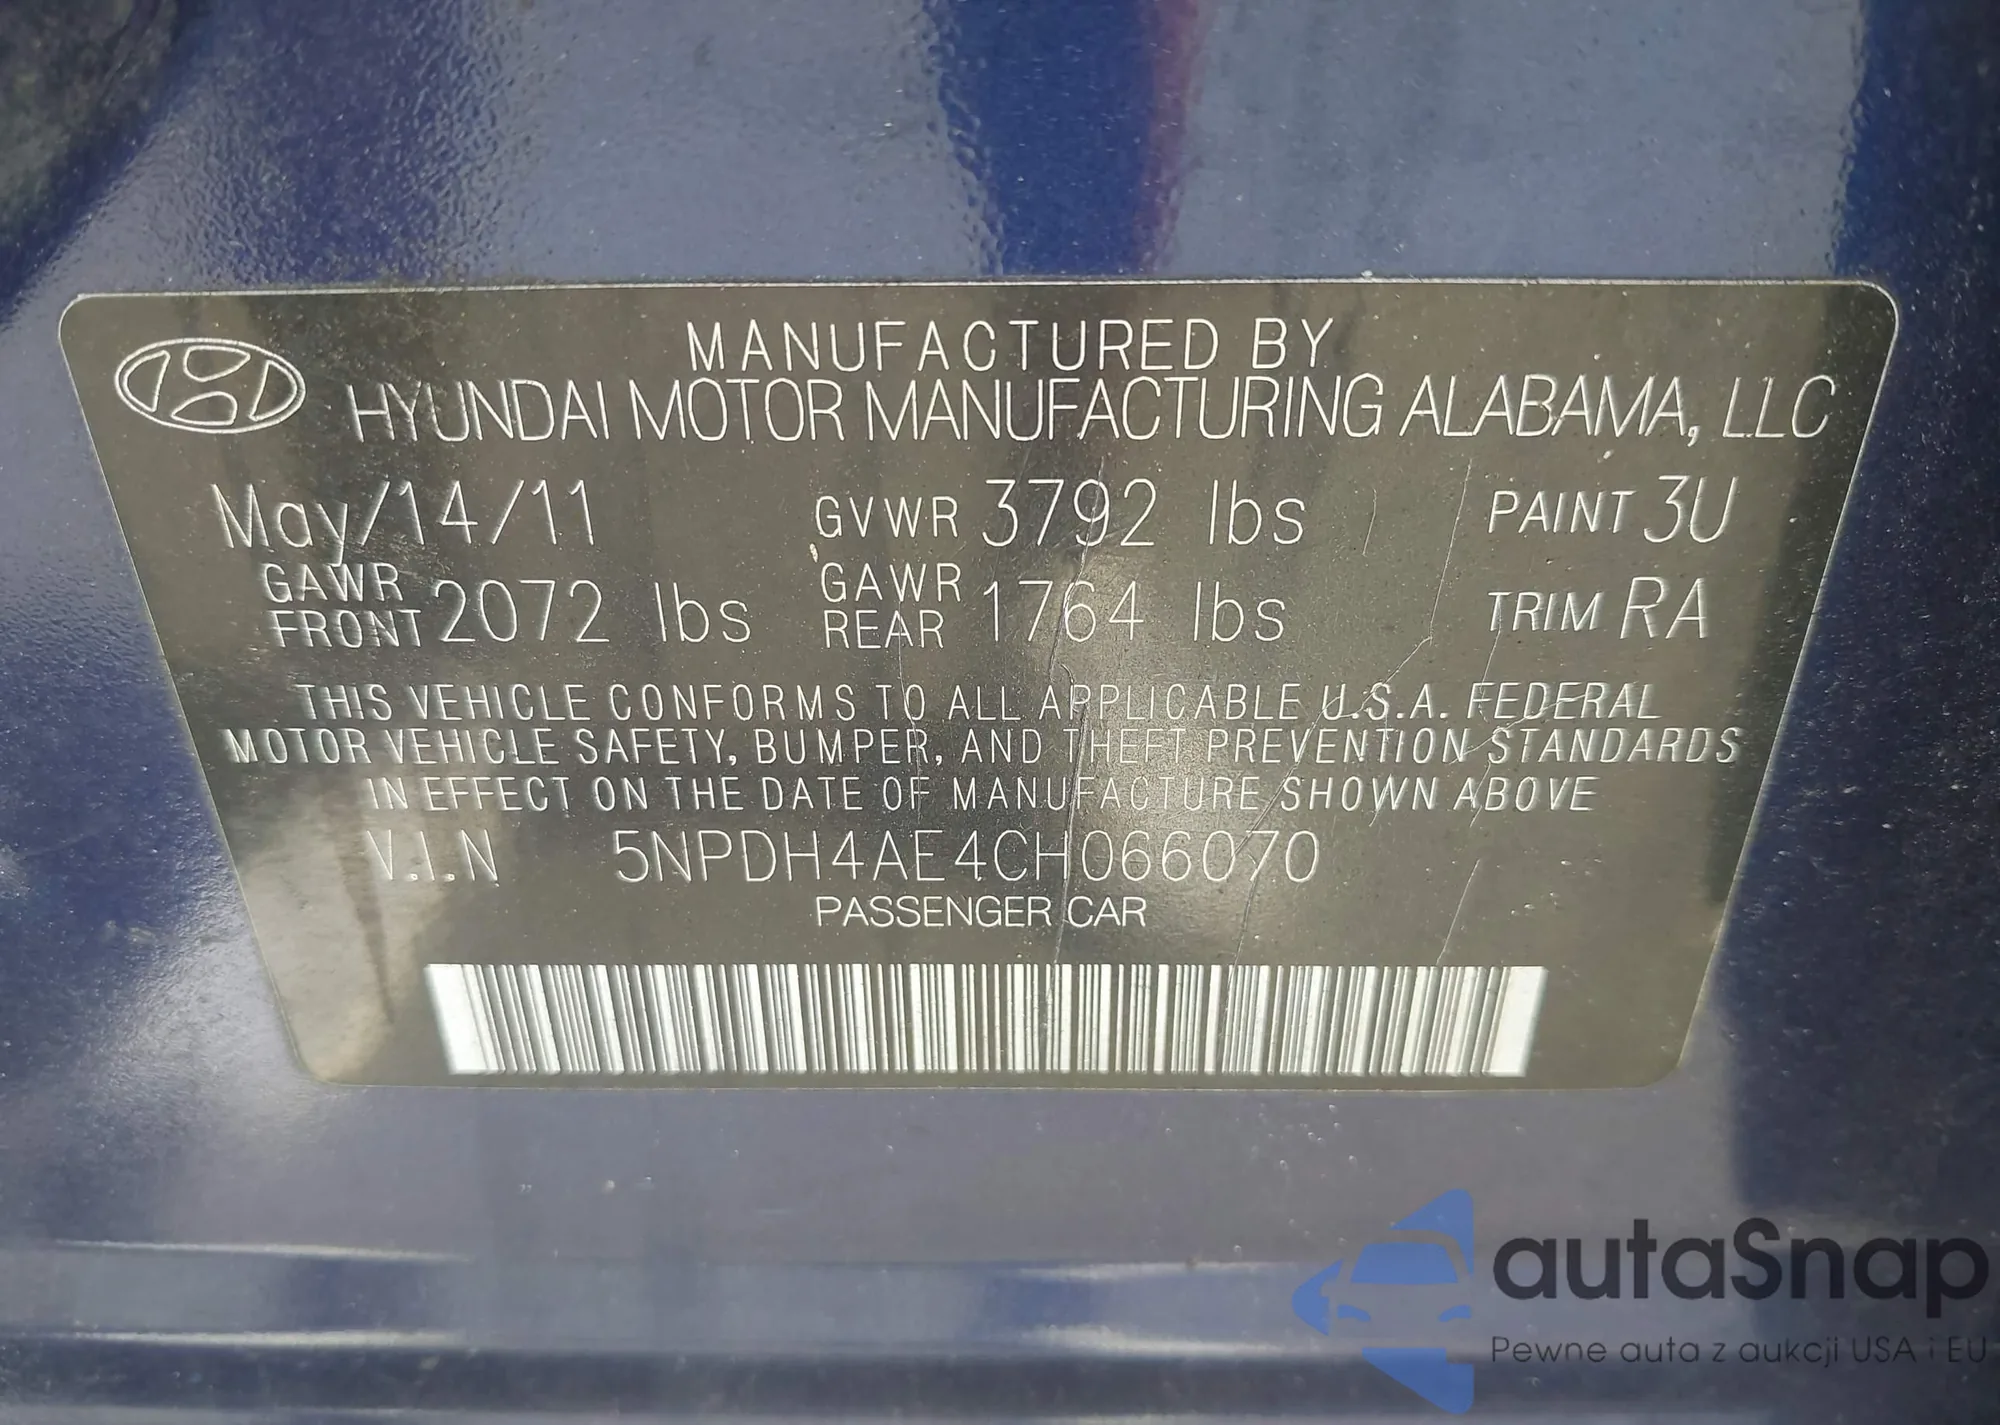 MANUFACTURED BY
HYUNDAI MOTOR MANUFACTURING ALABAMA, LLC
May/14/11 GVWR 3792 lbs PAINT 3U
GAWR FRONT 2072 lbs GAWR REAR 1764 lbs TRIM RA
THIS VEHICLE CONFORMS TO ALL APPLICABLE U.S.A. FEDERAL
MOTOR VEHICLE SAFETY, BUMPER, AND THEFT PREVENTION STANDARDS
IN EFFECT ON THE DATE OF MANUFACTURE SHOWN ABOVE
V.I.N 5NPDH4AE4CH066070
PASSENGER CAR
autaSnap
Pewne auta z aukcji USA i EU